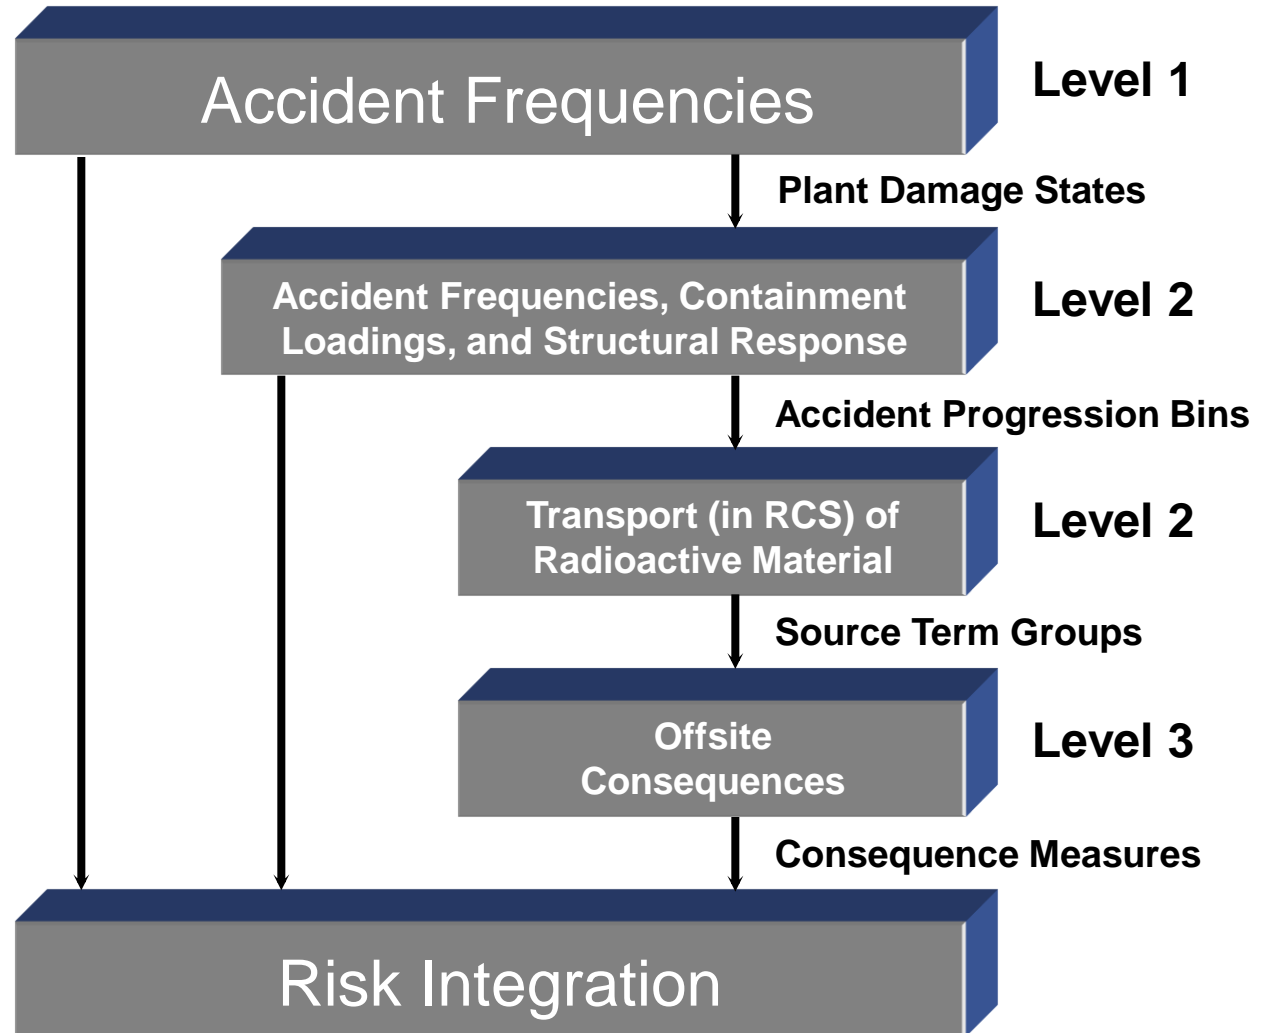 Accident Frequencies
Level 1
Plant Damage States
Accident Frequencies, Containment
Loadings, and Structural Response
Level 2
Accident Progression Bins
Transport (in RCS) of
Radioactive Material
Level 2
Source Term Groups
Offsite
Consequences
Level 3
Consequence Measures
Risk Integration